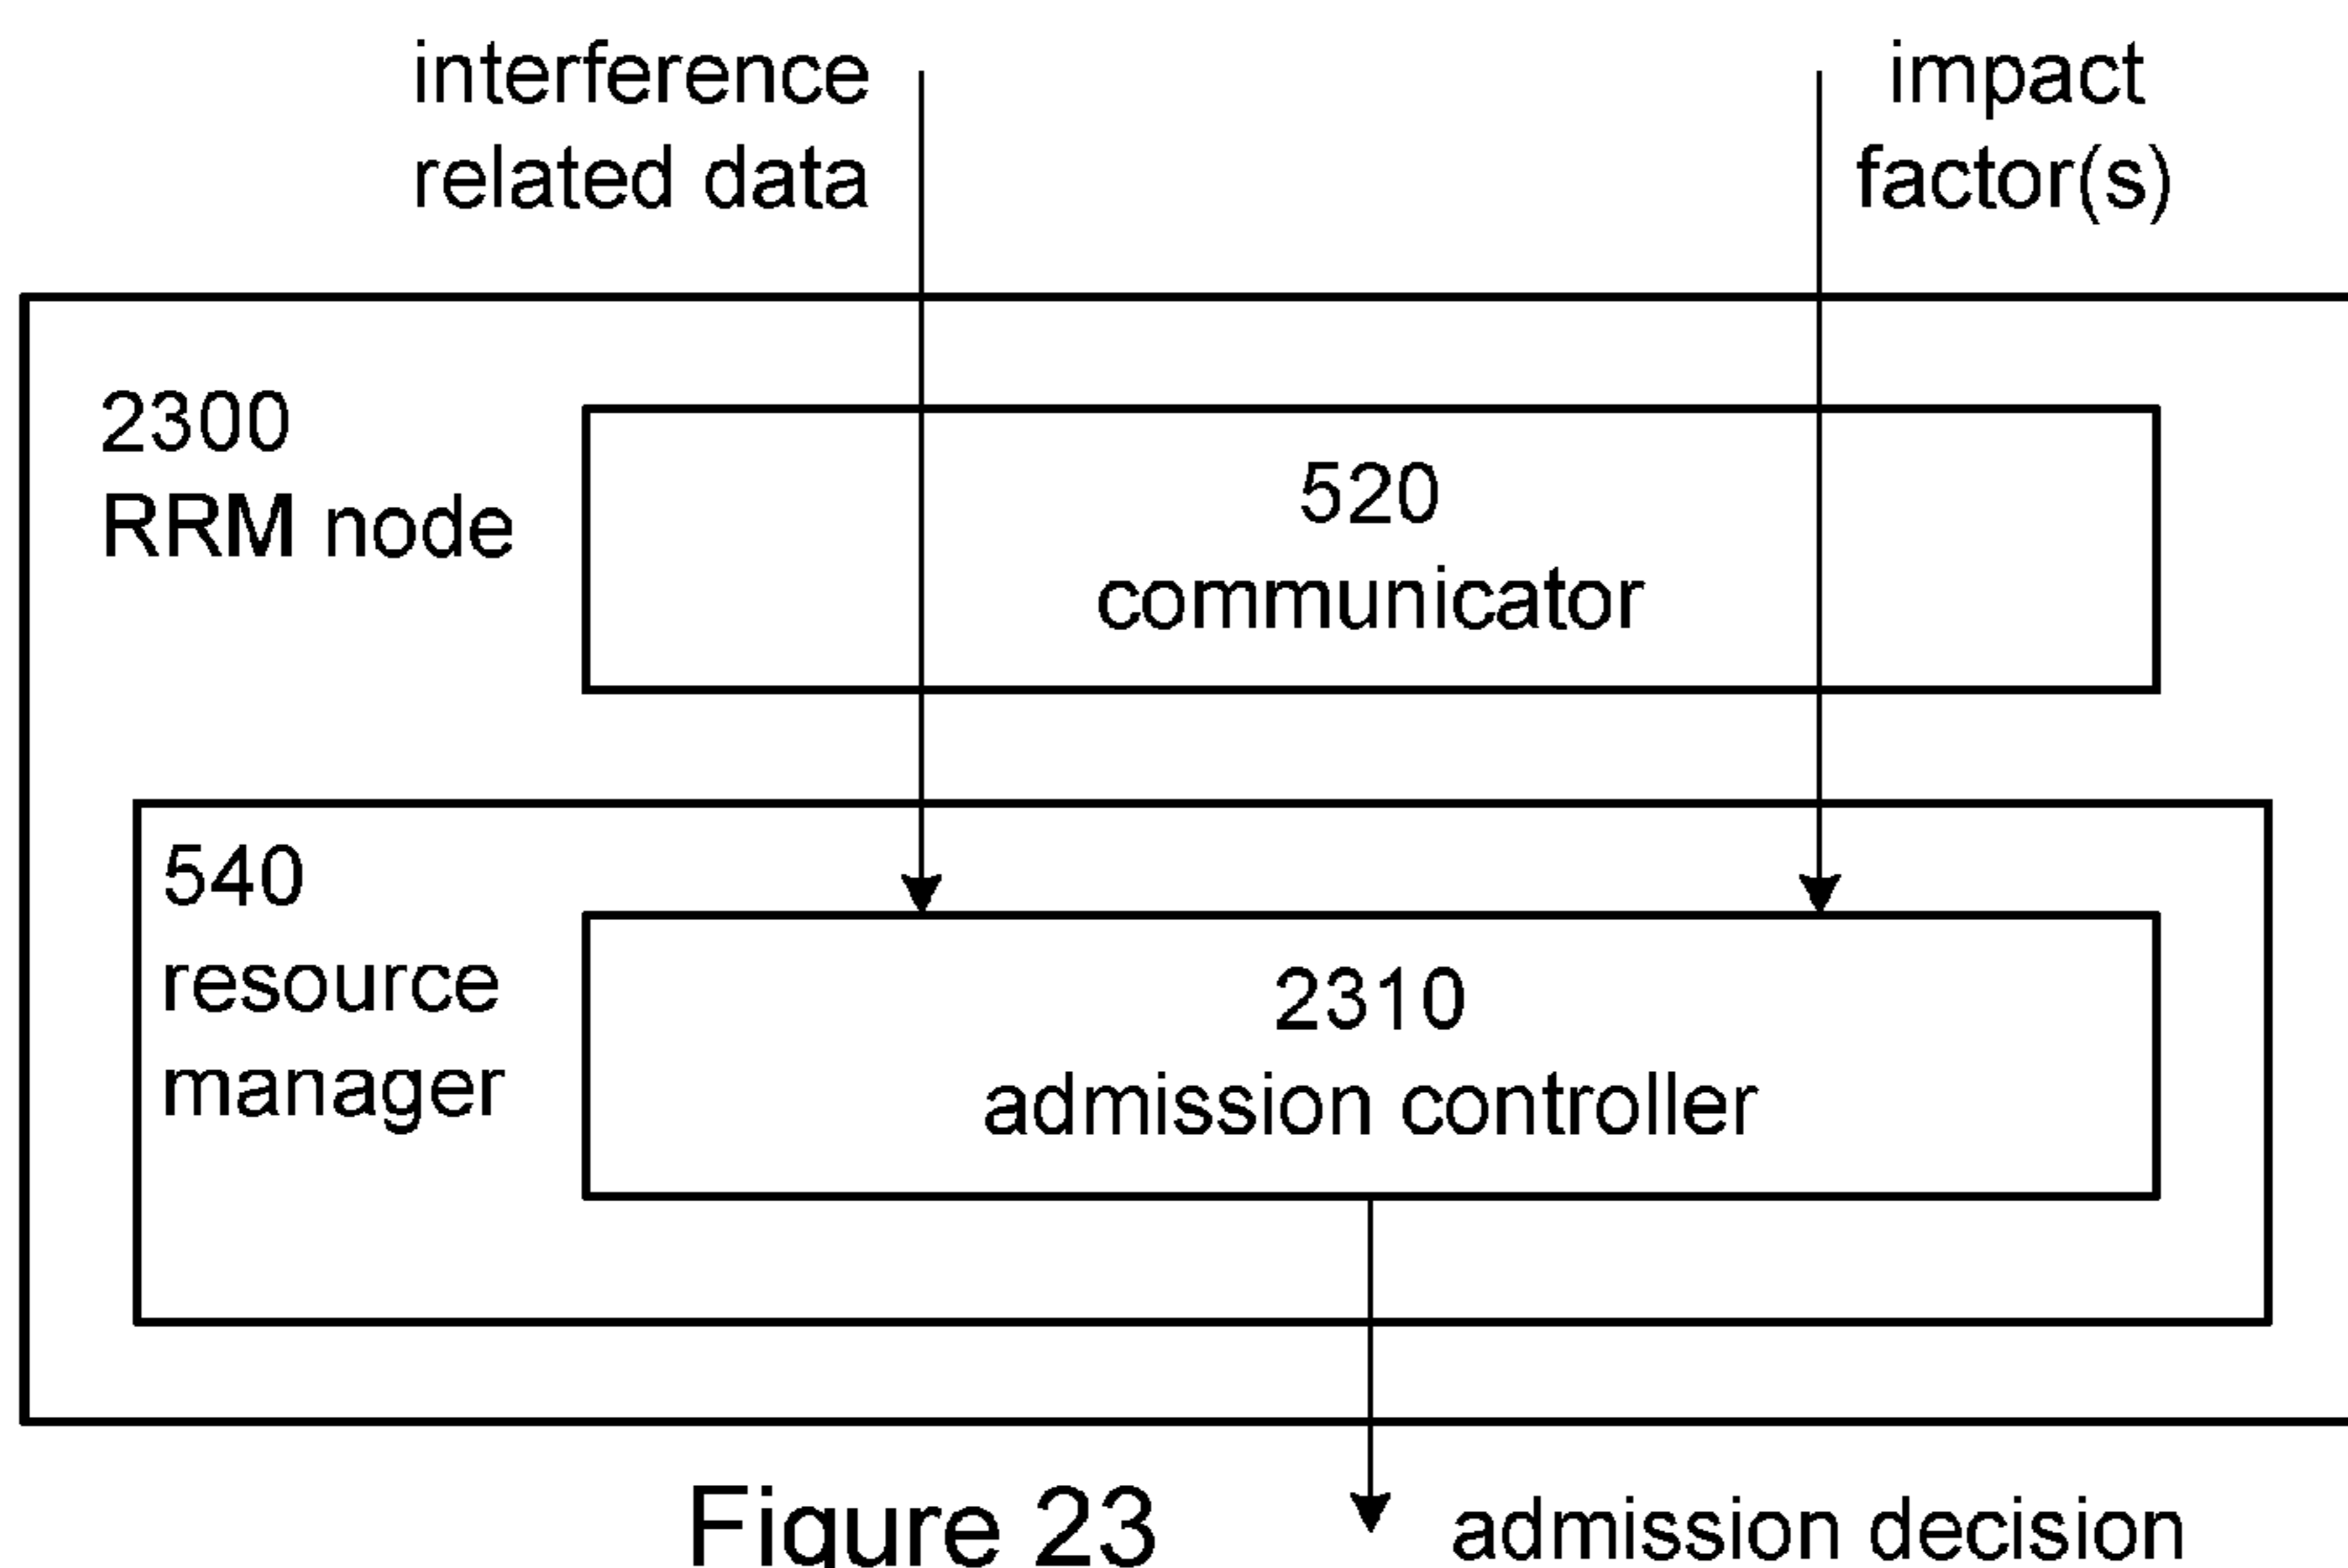 interference
related data
impact
factor(s)
2300
RRM node
520
communicator
540
resource
manager
2310
admission controller
Figure 23
admission decision